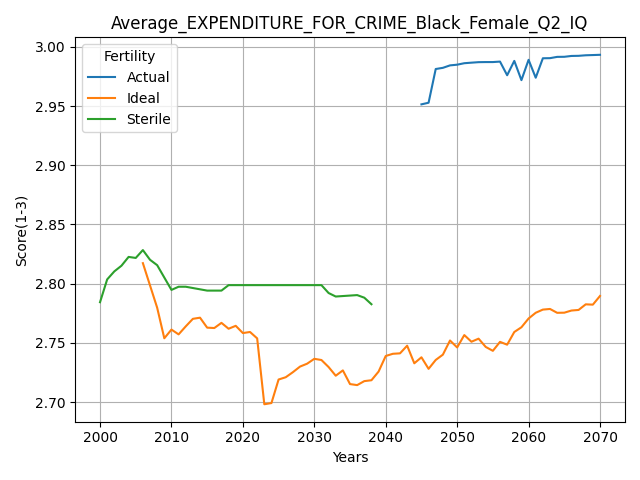 Average_EXPENDITURE_FOR_CRIME_Black_Female_Q2_IQ
3.00
2.95
2.90
2.85
2.80
2.75
2.70
Score(1-3)
Fertility
Actual
Ideal
Sterile
2000 2010 2020 2030 2040 2050 2060 2070
Years